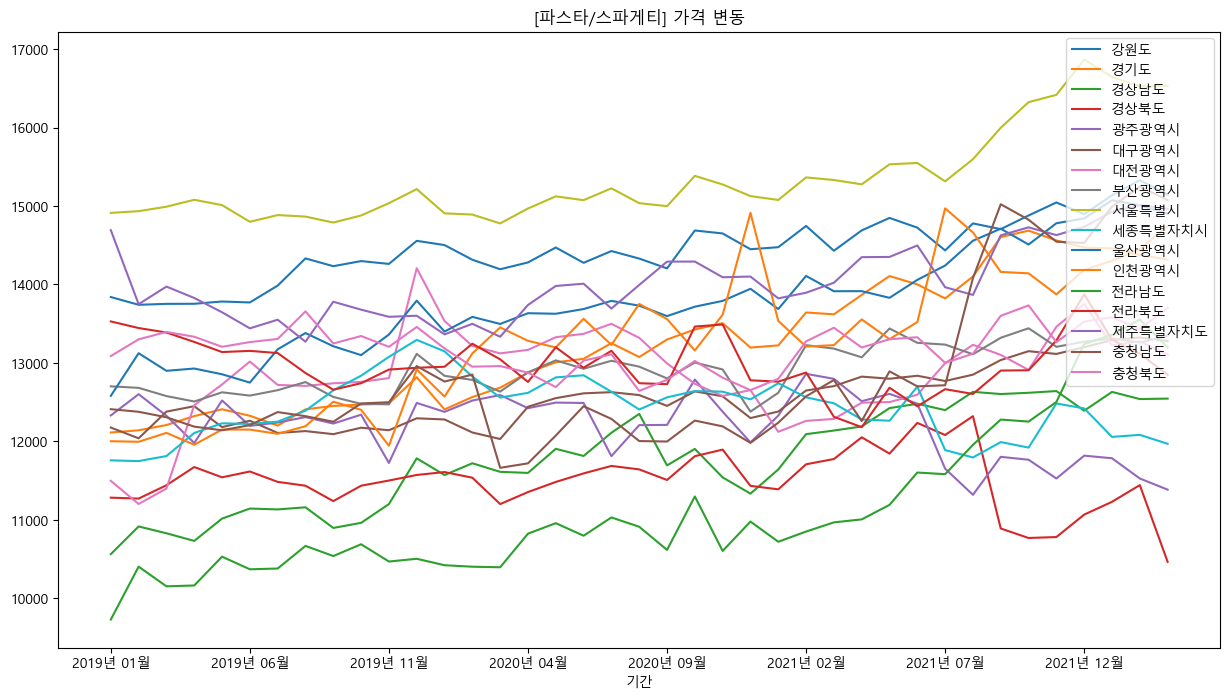 [파스타/스파게티] 가격 변동
17000
16000
15000
14000
13000
12000
11000
10000
강원도
경기도
경상남도
경상북도
광주광역시
대구광역시
대전광역시
부산광역시
서울특별시
세종특별자치시
울산광역시
인천광역시
전라남도
전라북도
제주특별자치도
충청남도
충청북도
2019년 01월 2019년 06월 2019년 11월 2020년 04월 2020년 09월 2021년 02월 2021년 07월 2021년 12월
기간